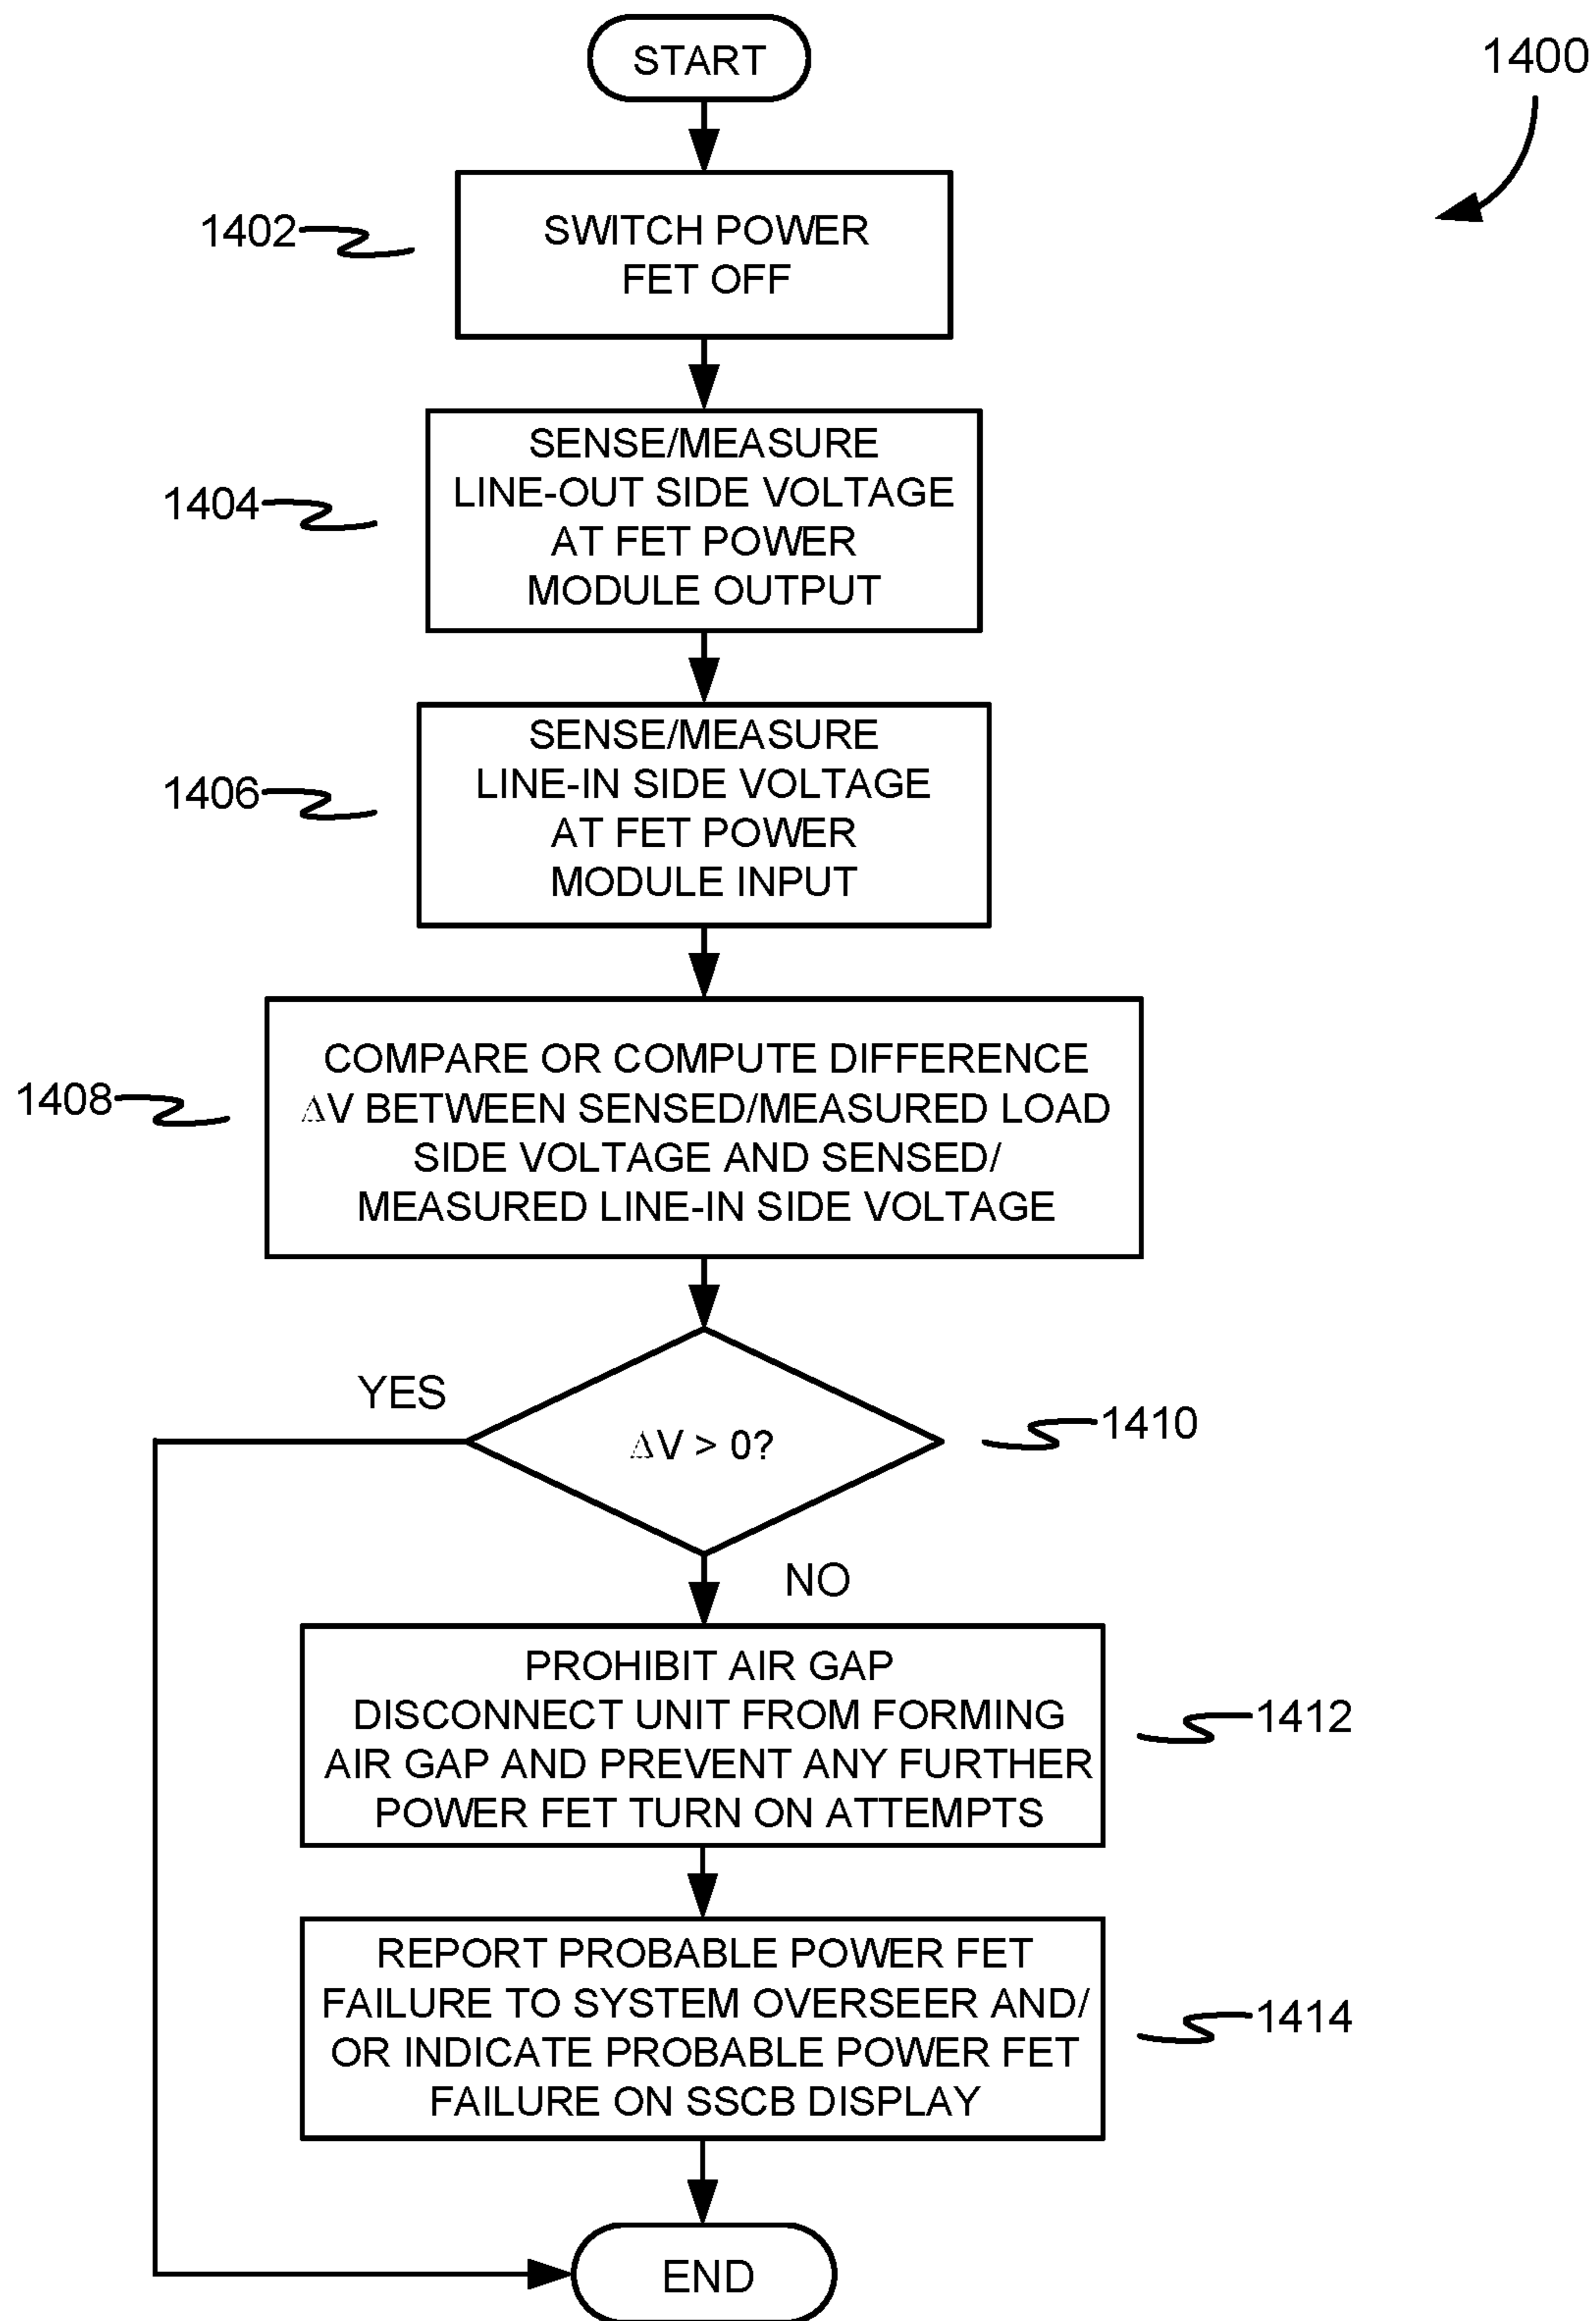 START
1400
1402
SWITCH POWER
FET OFF
1404
SENSE/MEASURE
LINE-OUT SIDE VOLTAGE
AT FET POWER
MODULE OUTPUT
1406
SENSE/MEASURE
LINE-IN SIDE VOLTAGE
AT FET POWER
MODULE INPUT
1408
COMPARE OR COMPUTE DIFFERENCE
ΔV BETWEEN SENSED/MEASURED LOAD
SIDE VOLTAGE AND SENSED/
MEASURED LINE-IN SIDE VOLTAGE
YES
ΔV > 0?
1410
NO
PROHIBIT AIR GAP
DISCONNECT UNIT FROM FORMING
AIR GAP AND PREVENT ANY FURTHER
POWER FET TURN ON ATTEMPTS
1412
REPORT PROBABLE POWER FET
FAILURE TO SYSTEM OVERSEER AND/
OR INDICATE PROBABLE POWER FET
FAILURE ON SSCB DISPLAY
1414
END